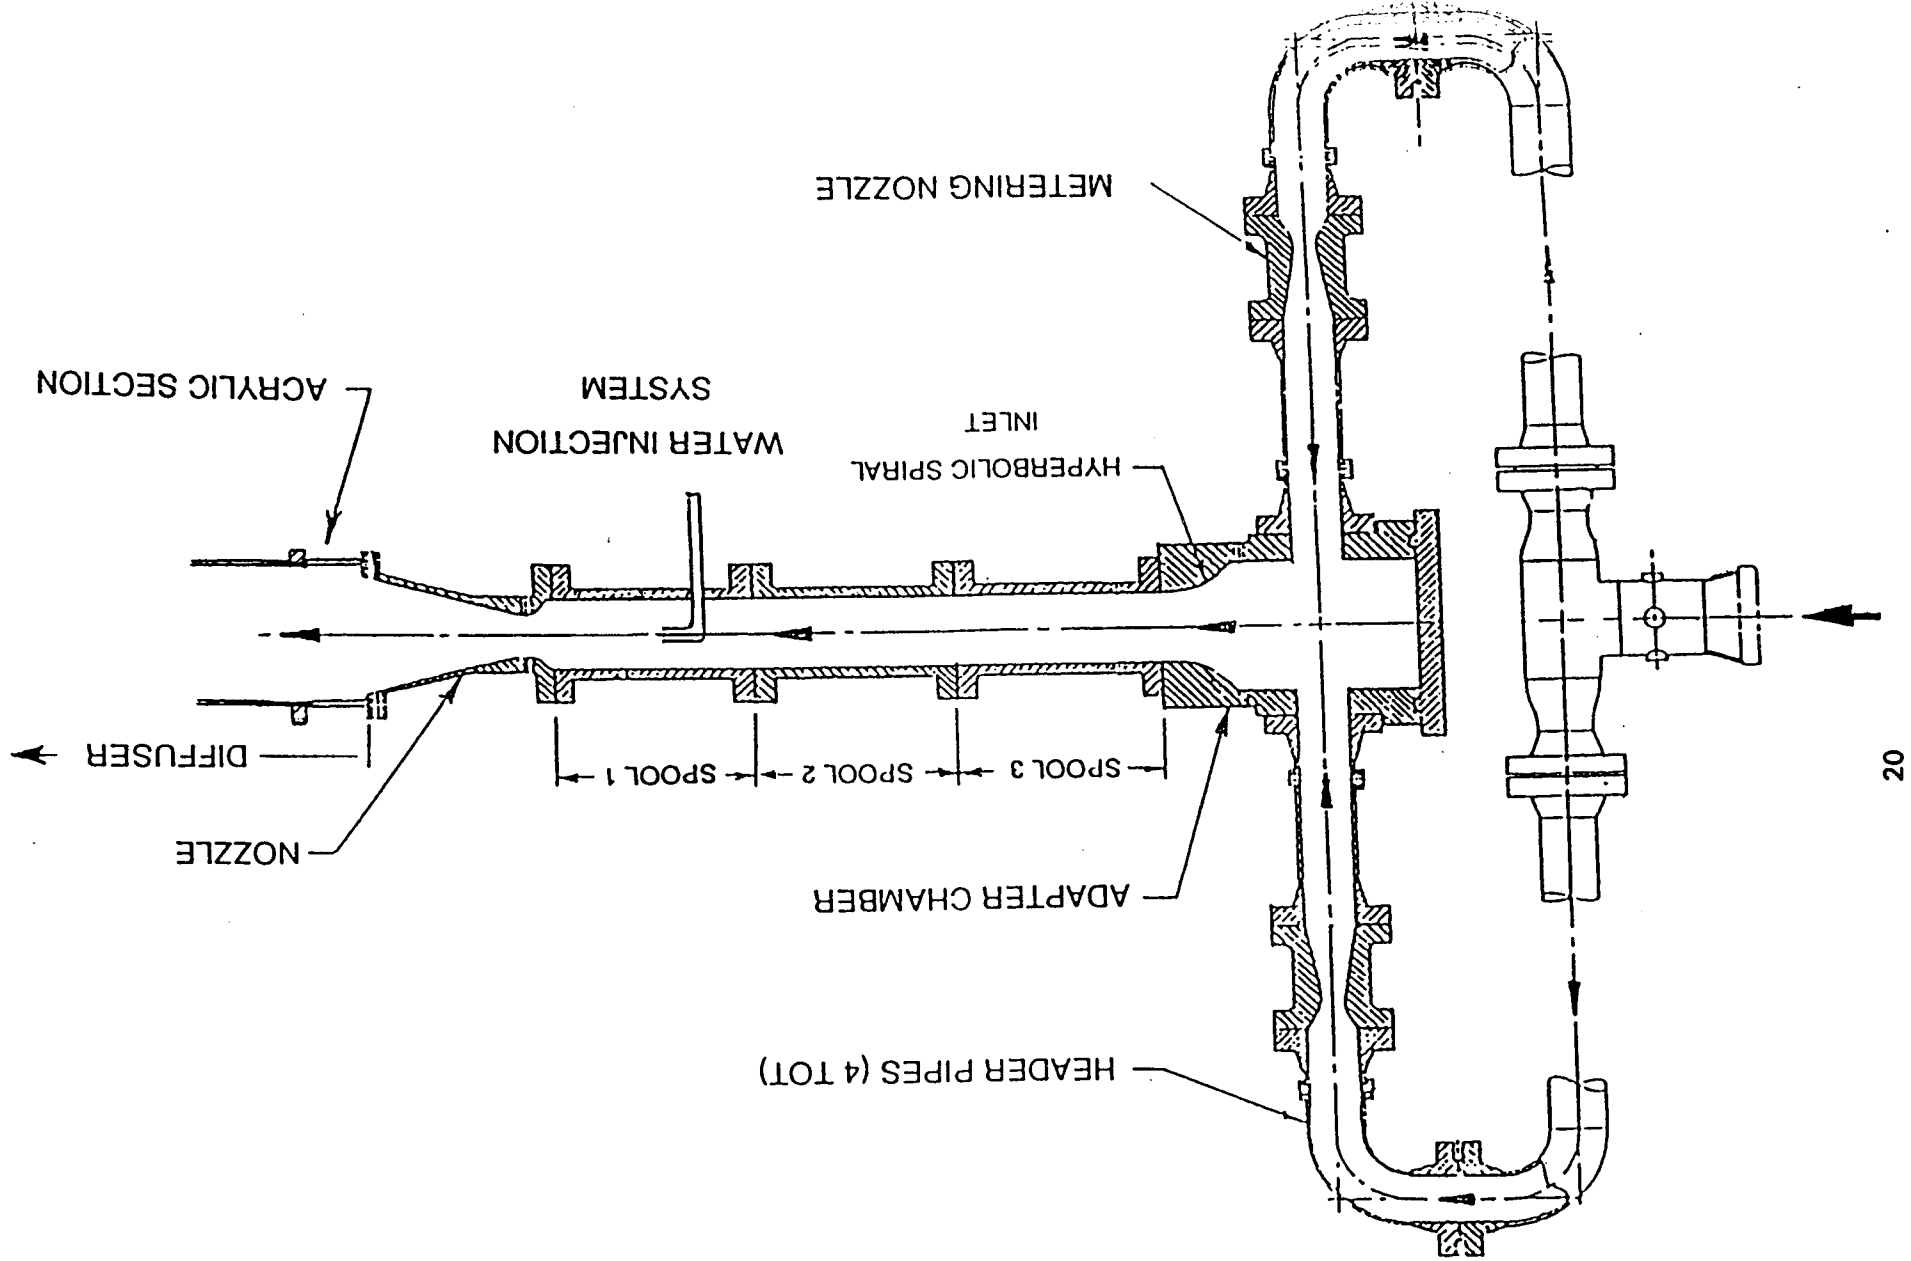 HEADER PIPES (4 TOT)
ADAPTER CHAMBER
NOZZLE
DIFFUSER
SPOOL 1
SPOOL 2
SPOOL 3
HYPERBOLIC SPIRAL
INLET
WATER INJECTION
SYSTEM
ACRYLIC SECTION
METERING NOZZLE
20